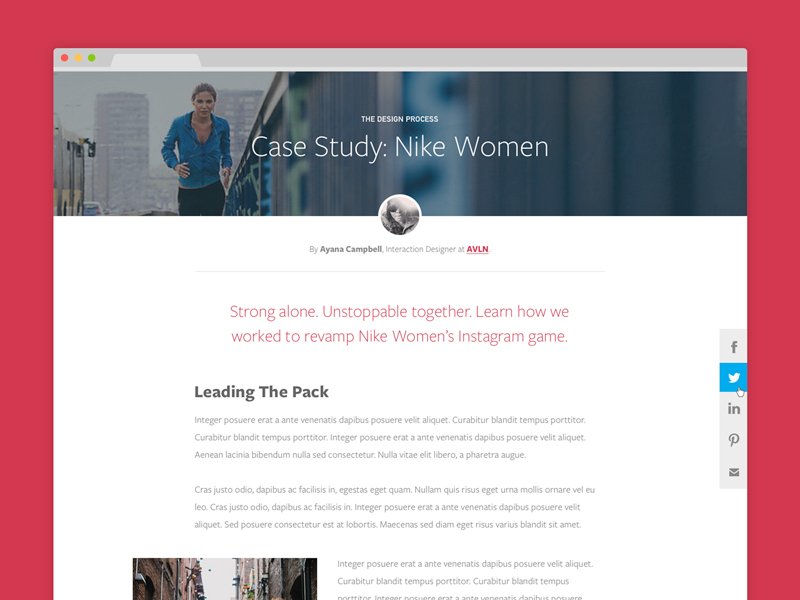 THE DESIGN PROCESS
Case Study: Nike Women
By Ayana Campbell, Interaction Designer at AVLN
Strong alone. Unstoppable together. Learn how we
worked to revamp Nike Women's Instagram game.
Leading The Pack
Integer posuere erat a ante venenatis dapibus posuere velit aliquet. Curabitur blandit tempus porttitor.
Curabitur blandit tempus porttitor. Integer posuere erat a ante venenatis dapibus posuere velit aliquet.
Aenean lacinia bibendum nulla sed consectetur. Nulla vitae elit libero, a pharetra augue.
Cras justo odio, dapibus ac facilisis in, egestas eget quam. Nullam quis risus eget urna mollis ornare vel eu
leo. Cras justo odio, dapibus ac facilisis in. Integer posuere erat a ante venenatis dapibus posuere velit
aliquet. Sed posuere consectetur est at lobortis. Maecenas sed diam eget risus varius blandit sit amet.
Integer posuere erat a ante venenatis dapibus posuere velit aliquet.
Curabitur blandit tempus porttitor. Curabitur blandit tempus
porttitor. Integer posuere erat a ante venenatis dapibus posuere